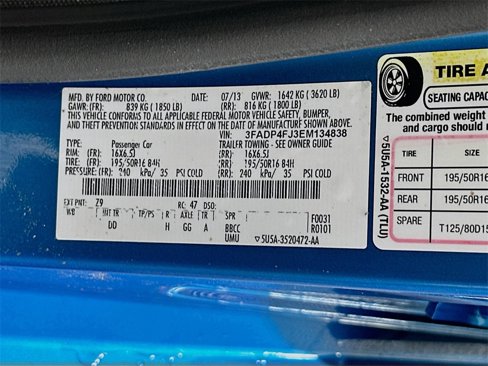 MFD. BY FORD MOTOR CO.
DATE: 07/13 GVWR: 1642 KG ( 3620 LB)
GAWR: (FR): 839 KG ( 1850 LB) (RR): 816 KG ( 1800 LB)
THIS VEHICLE CONFORMS TO ALL APPLICABLE FEDERAL MOTOR VEHICLE SAFETY, BUMPER,
AND THEFT PREVENTION STANDARDS IN EFFECT ON THE DATE OF MANUFACTURE SHOWN ABOVE.
VIN: 3FADP4FJ3EM134838
TYPE: Passenger Car TRAILER TOWING - SEE OWNER GUIDE
RIM: (FR) : 16X6.5J (RR): 16X6.5J
TIRE: (FR) : 195/50R16 84H (RR): 195/50R16 84H
PRESSURE: (FR) : 240 kPa/ 35 PSI COLD (RR) : 240 kPa/ 35 PSI COLD
EXT PNT: Z9 RC: 47 DSO:
WB INT TR TP/PS R AXLE TR SPR F0031
DD H GG A BBCC R0101
UMU ▽5U5A-3520472-AA
TIRE A
SEATING CAPAC
The combined weight
and cargo should
▽5U5A-1532-AA (TLU)
TIRE SIZE
FRONT 195/50R16
REAR 195/50R16
SPARE T125/80D15